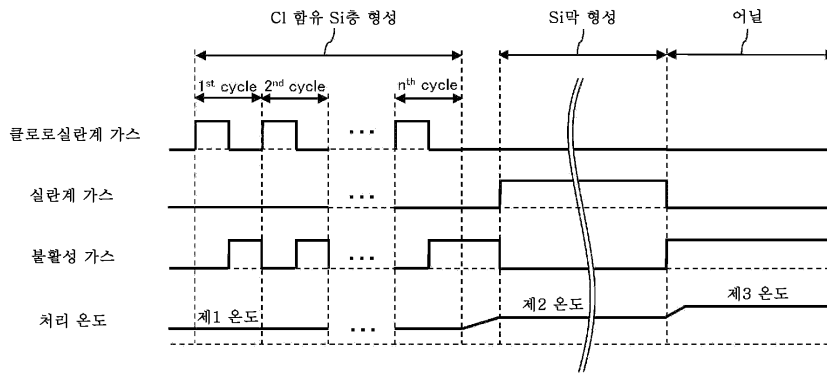 Cl 함유 Si층 형성
Si막 형성
어닐
1st cycle
2nd cycle
nth cycle
클로로실란계 가스
실란계 가스
불활성 가스
처리 온도
제1 온도
제2 온도
제3 온도